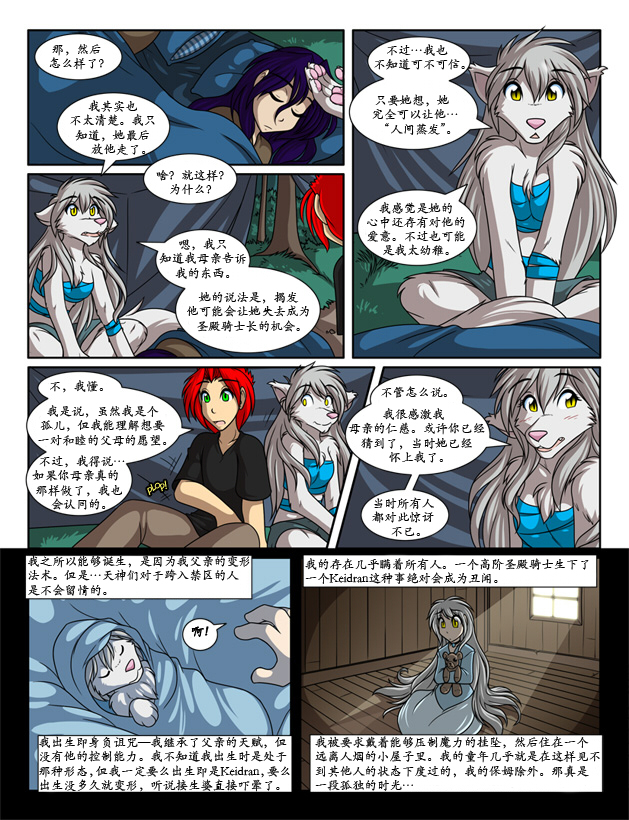 那，然后
怎么样了？
我其实也
不太清楚。我只
知道，她最后
放他走了。
不过…我也
不知道可不可信。
只要她想，她
完全可以让他…
“人间蒸发”。
我感觉是她的
心中还存有对他的
爱意。不过也可能
是我太幼稚。
啥？就这样？
为什么？
嗯，我只
知道我母亲告诉
我的东西。
她的说法是，揭发
他可能会让她失去成为
圣殿骑士长的机会。
不，我懂。
我是说，虽然我是个
孤儿，但我能理解想要
一对和睦的父母的愿望。
不过，我得说…
如果你母亲真的
那样做了，我也
会认同的。
plop!
不管怎么说。
我很感激我
母亲的仁慈。或许你已经
猜到了，当时她已经
怀上我了。
当时所有人
都对此惊讶
不已。
我之所以能够诞生，是因为我父亲的变形
法术。但是…天神们对于跨入禁区的人
是不会留情的。
啊！
我出生即身负诅咒—我继承了父亲的天赋，但
没有他的控制能力。我不知道我出生时是处于
那种形态，但我一定要么出生即是Keidran，要么
出生没多久就变形，听说接生婆直接吓晕了。
我的存在几乎瞒着所有人。一个高阶圣殿骑士生下了
一个Keidran这种事绝对会成为丑闻。
我被要求戴着能够压制魔力的挂坠，然后住在一个
远离人烟的小屋子里。我的童年几乎就是在这样见不
到其他人的状态下度过的，我的保姆除外。那真是
一段孤独的时光…